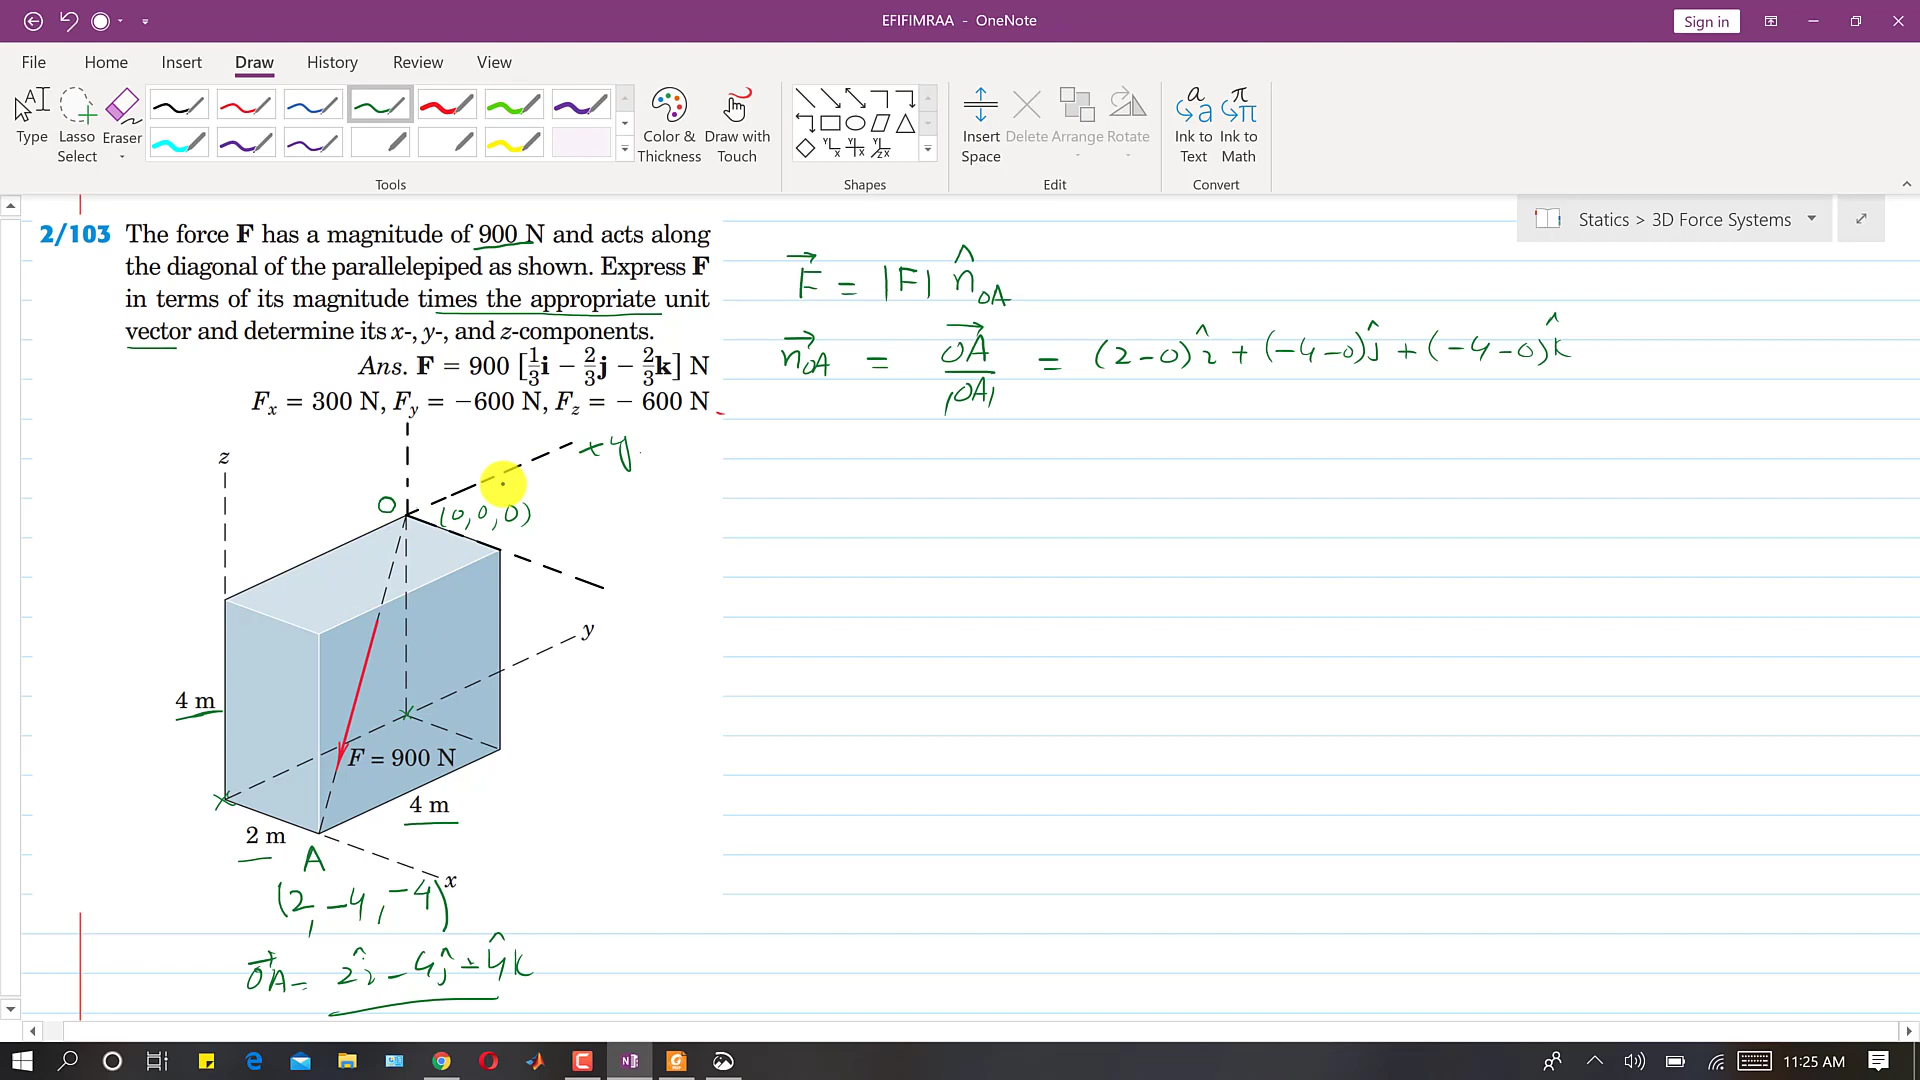 EFIFIMRAA - OneNote
Sign in
File Home Insert Draw History Review View
Type
Lasso Select
Eraser
Color & Thickness
Draw with Touch
Insert Space
Delete
Arrange
Rotate
Ink to Text
Ink to Math
Tools
Shapes
Edit
Convert
Statics > 3D Force Systems
2/103 The force F has a magnitude of 900 N and acts along
the diagonal of the parallelepiped as shown. Express F
in terms of its magnitude times the appropriate unit
vector and determine its x-, y-, and z-components.
Ans. F = 900 [1/3 i − 2/3 j − 2/3 k] N
Fx = 300 N, Fy = −600 N, Fz = − 600 N
F⃗ = |F| n̂OA
n⃗OA = OA⃗ / |OA| = (2-0)î + (-4-0)ĵ + (-4-0)k̂
+y
z
O
(0,0,0)
y
4 m
F = 900 N
4 m
2 m
A
x
(2, -4, -4)
OA⃗ = 2î - 4ĵ - 4k̂
11:25 AM